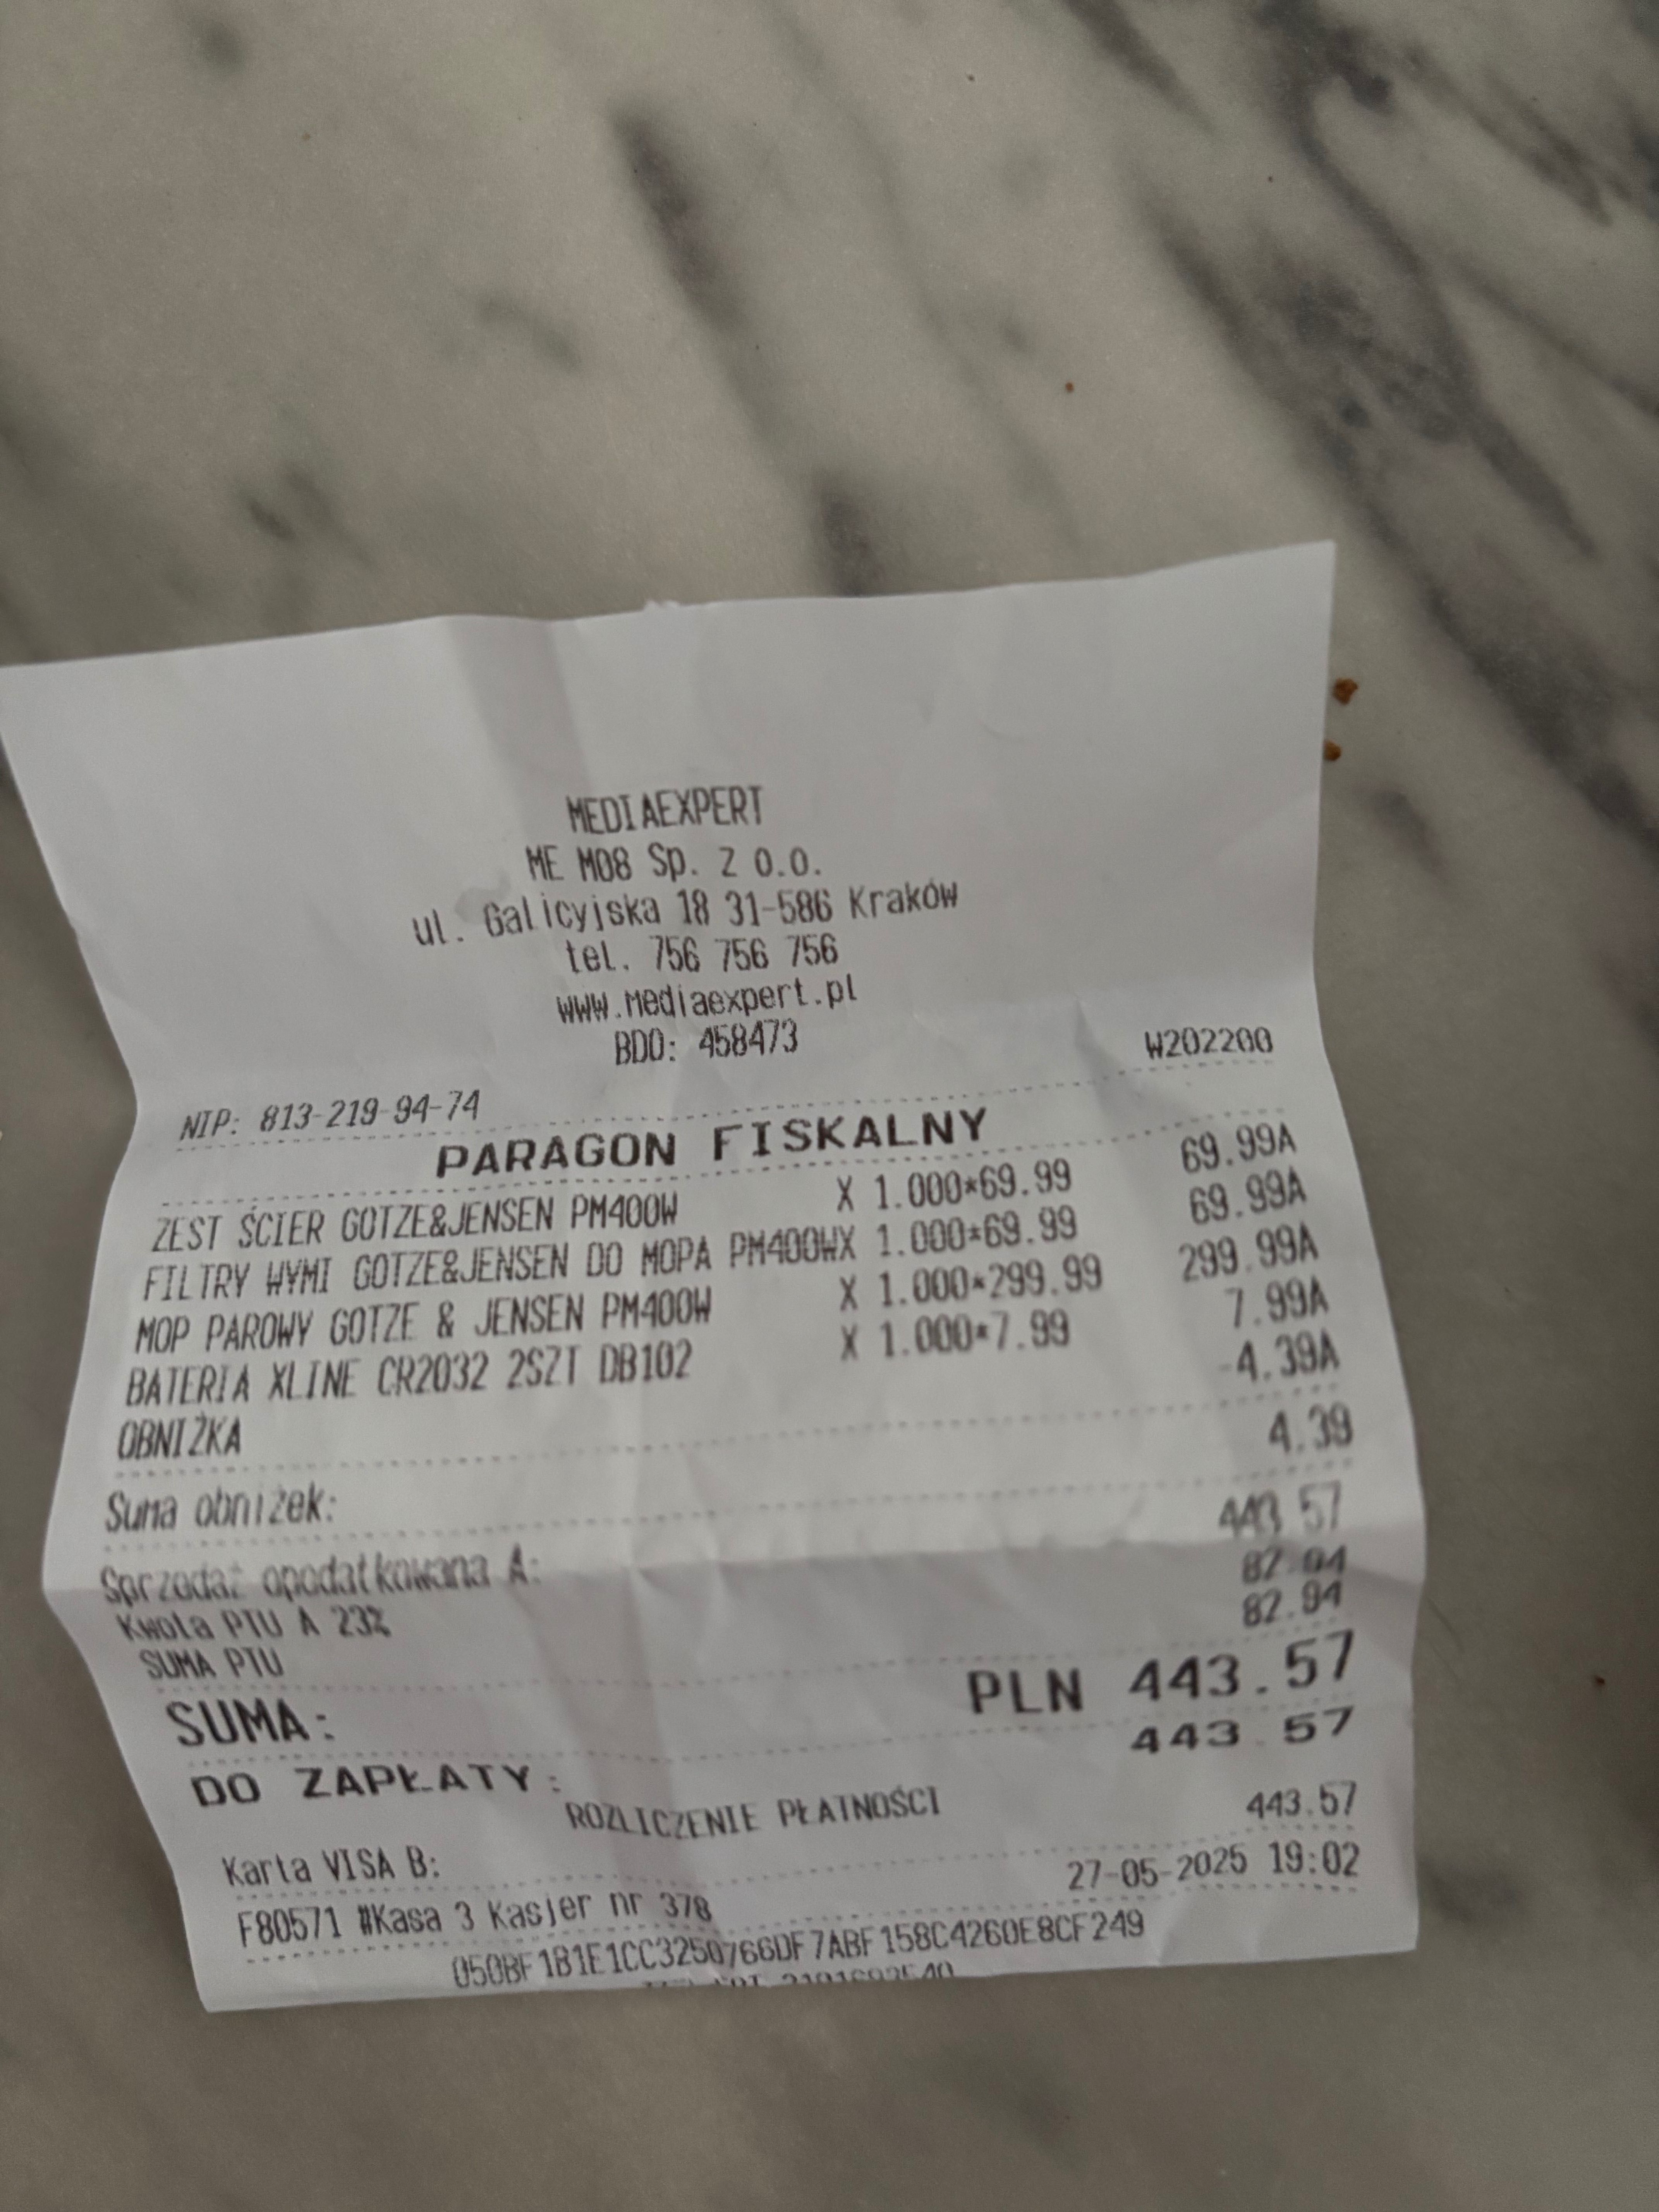 MEDIAEXPERT
ME M08 Sp. Z O.O.
ul. Galicyjska 18 31-586 Kraków
tel. 756 756 756
www.mediaexpert.pl
BDO: 458473
NIP: 813-219-94-74 W202200
PARAGON FISKALNY
ZEST ŚCIER GOTZE&JENSEN PM400W X 1.000*69.99 69.99A
FILTRY WYMI GOTZE&JENSEN DO MOPA PM400WX 1.000*69.99 69.99A
MOP PAROWY GOTZE & JENSEN PM400W X 1.000*299.99 299.99A
BATERIA XLINE CR2032 2SZT DB102 X 1.000*7.99 7.99A
OBNIŻKA -4.39A
Suma obniżek: 4.39
Sprzedaż opodatkowana A: 443.57
Kwota PTU A 23% 82.94
SUMA PTU 82.94
SUMA: PLN 443.57
DO ZAPŁATY: 443.57
ROZLICZENIE PŁATNOŚCI
Karta VISA B: 443.57
F80571 #Kasa 3 Kasjer nr 378 27-05-2025 19:02
050BF1B1E1CC3250766DF7ABF158C4260E8CF249